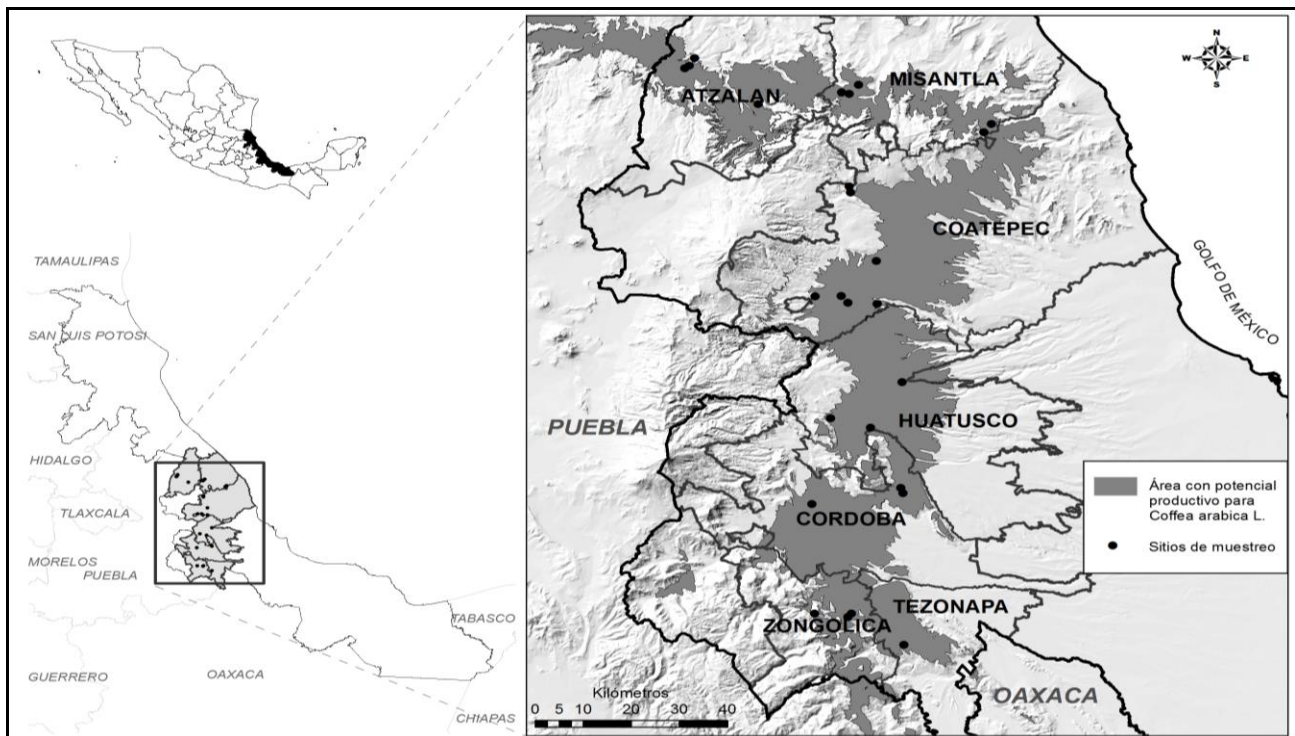 TAMAULIPAS
SAN LUIS POTOSI
HIDALGO
TLAXCALA
MORELOS
PUEBLA
GUERRERO
OAXACA
TABASCO
CHIAPAS
N
W E
S
ATZALAN
MISANTLA
COATEPEC
GOLFO DE MÉXICO
PUEBLA
HUATUSCO
CORDOBA
TEZONAPA
ZONGOLICA
OAXACA
Área con potencial
productivo para
Coffea arabica L.
Sitios de muestreo
Kilómetros
0 5 10 20 30 40